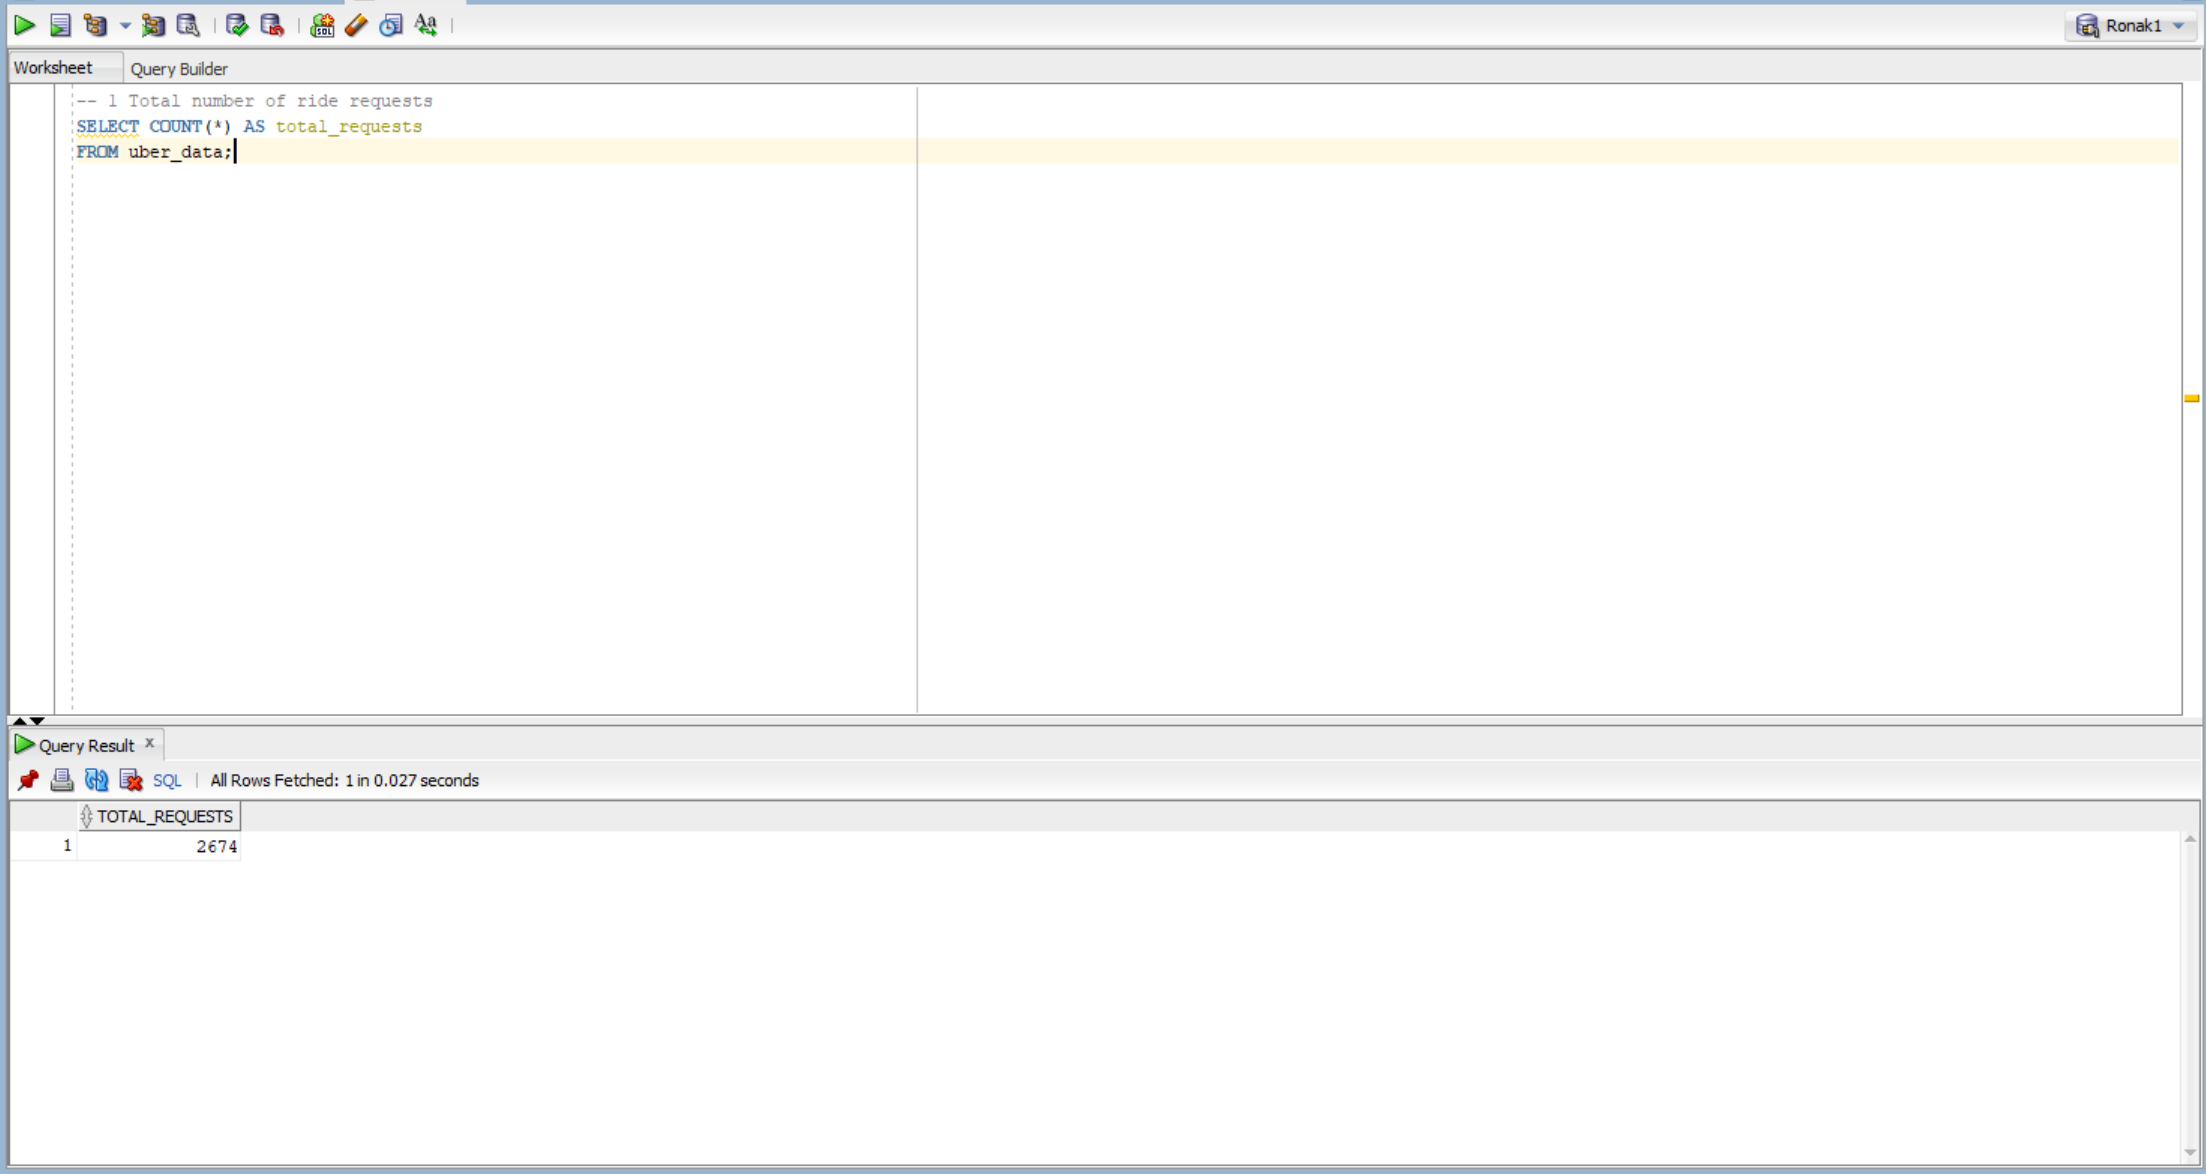 Ronak1
Worksheet Query Builder
-- 1 Total number of ride requests
SELECT COUNT(*) AS total_requests
FROM uber_data;
Query Result x
SQL | All Rows Fetched: 1 in 0.027 seconds
TOTAL_REQUESTS
1 2674